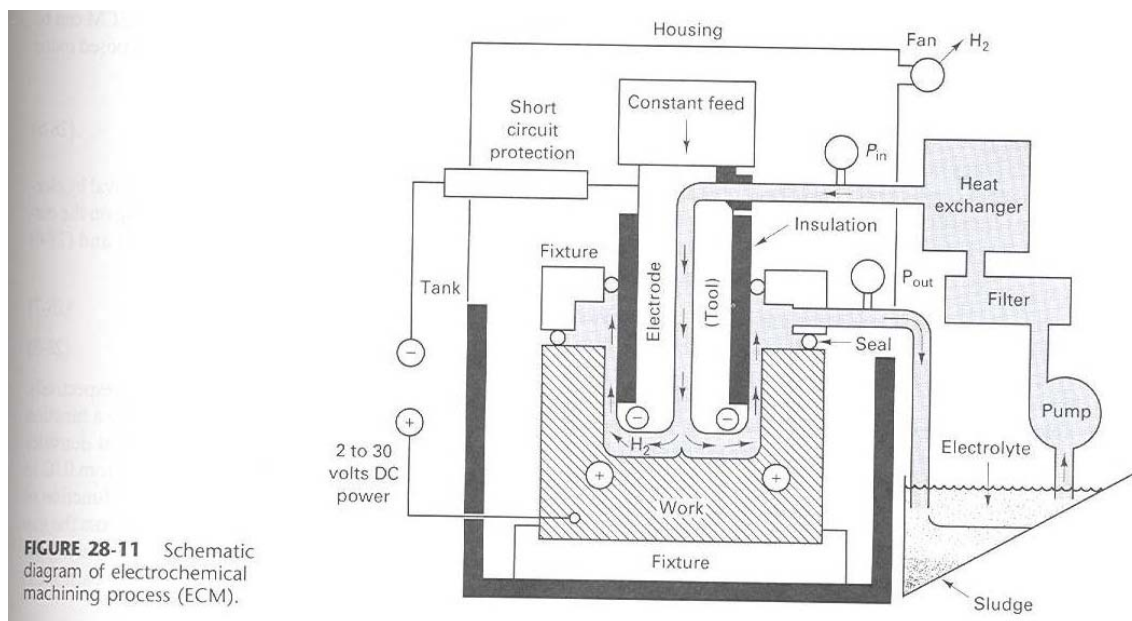 Housing
Fan
H₂
Short
circuit
protection
Constant feed
P_in
Heat
exchanger
Insulation
Fixture
Tank
Electrode
(Tool)
P_out
Filter
Seal
−
+
2 to 30
volts DC
power
−
−
H₂
+
+
Work
Pump
Electrolyte
Fixture
Sludge
FIGURE 28-11 Schematic
diagram of electrochemical
machining process (ECM).